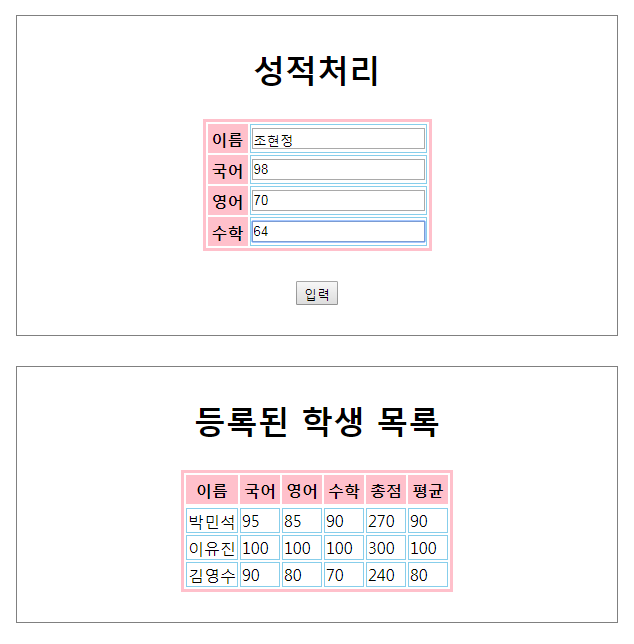 성적처리
이름 조현정
국어 98
영어 70
수학 64
입력
등록된 학생 목록
이름 국어 영어 수학 총점 평균
박민석 95 85 90 270 90
이유진 100 100 100 300 100
김영수 90 80 70 240 80